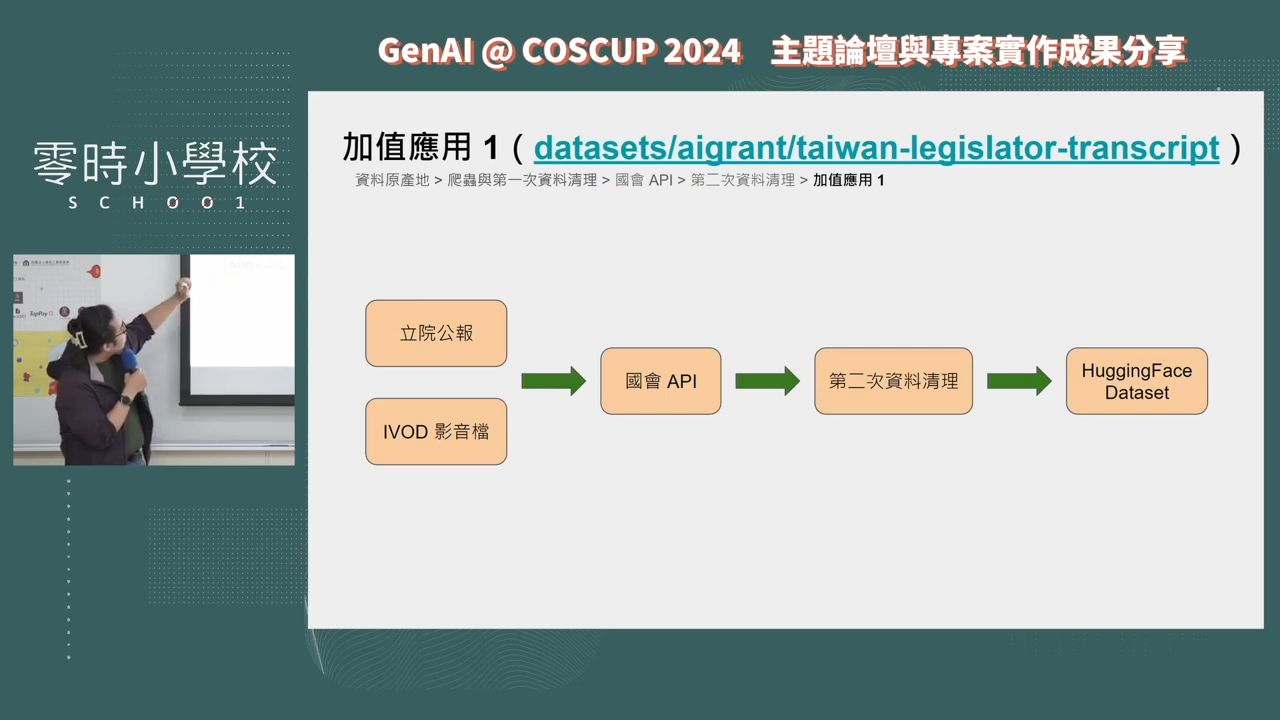 GenAI @ COSCUP 2024 主題論壇與專案實作成果分享
零時小學校
SCHOO1
加值應用 1（datasets/aigrant/taiwan-legislator-transcript）
資料原產地 > 爬蟲與第一次資料清理 > 國會 API > 第二次資料清理 > 加值應用 1
立院公報
IVOD 影音檔
國會 API
第二次資料清理
HuggingFace
Dataset